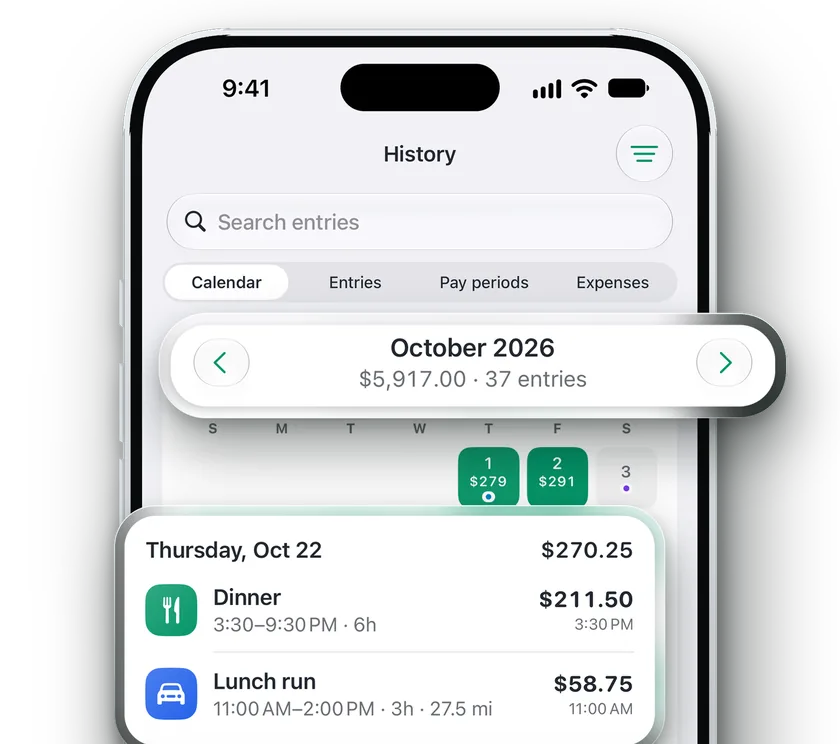 9:41
History
Search entries
Calendar Entries Pay periods Expenses
October 2026
$5,917.00 · 37 entries
S M T W T F S
1 2 3
$279 $291
Thursday, Oct 22 $270.25
Dinner $211.50
3:30–9:30 PM · 6h 3:30 PM
Lunch run $58.75
11:00 AM–2:00 PM · 3h · 27.5 mi 11:00 AM